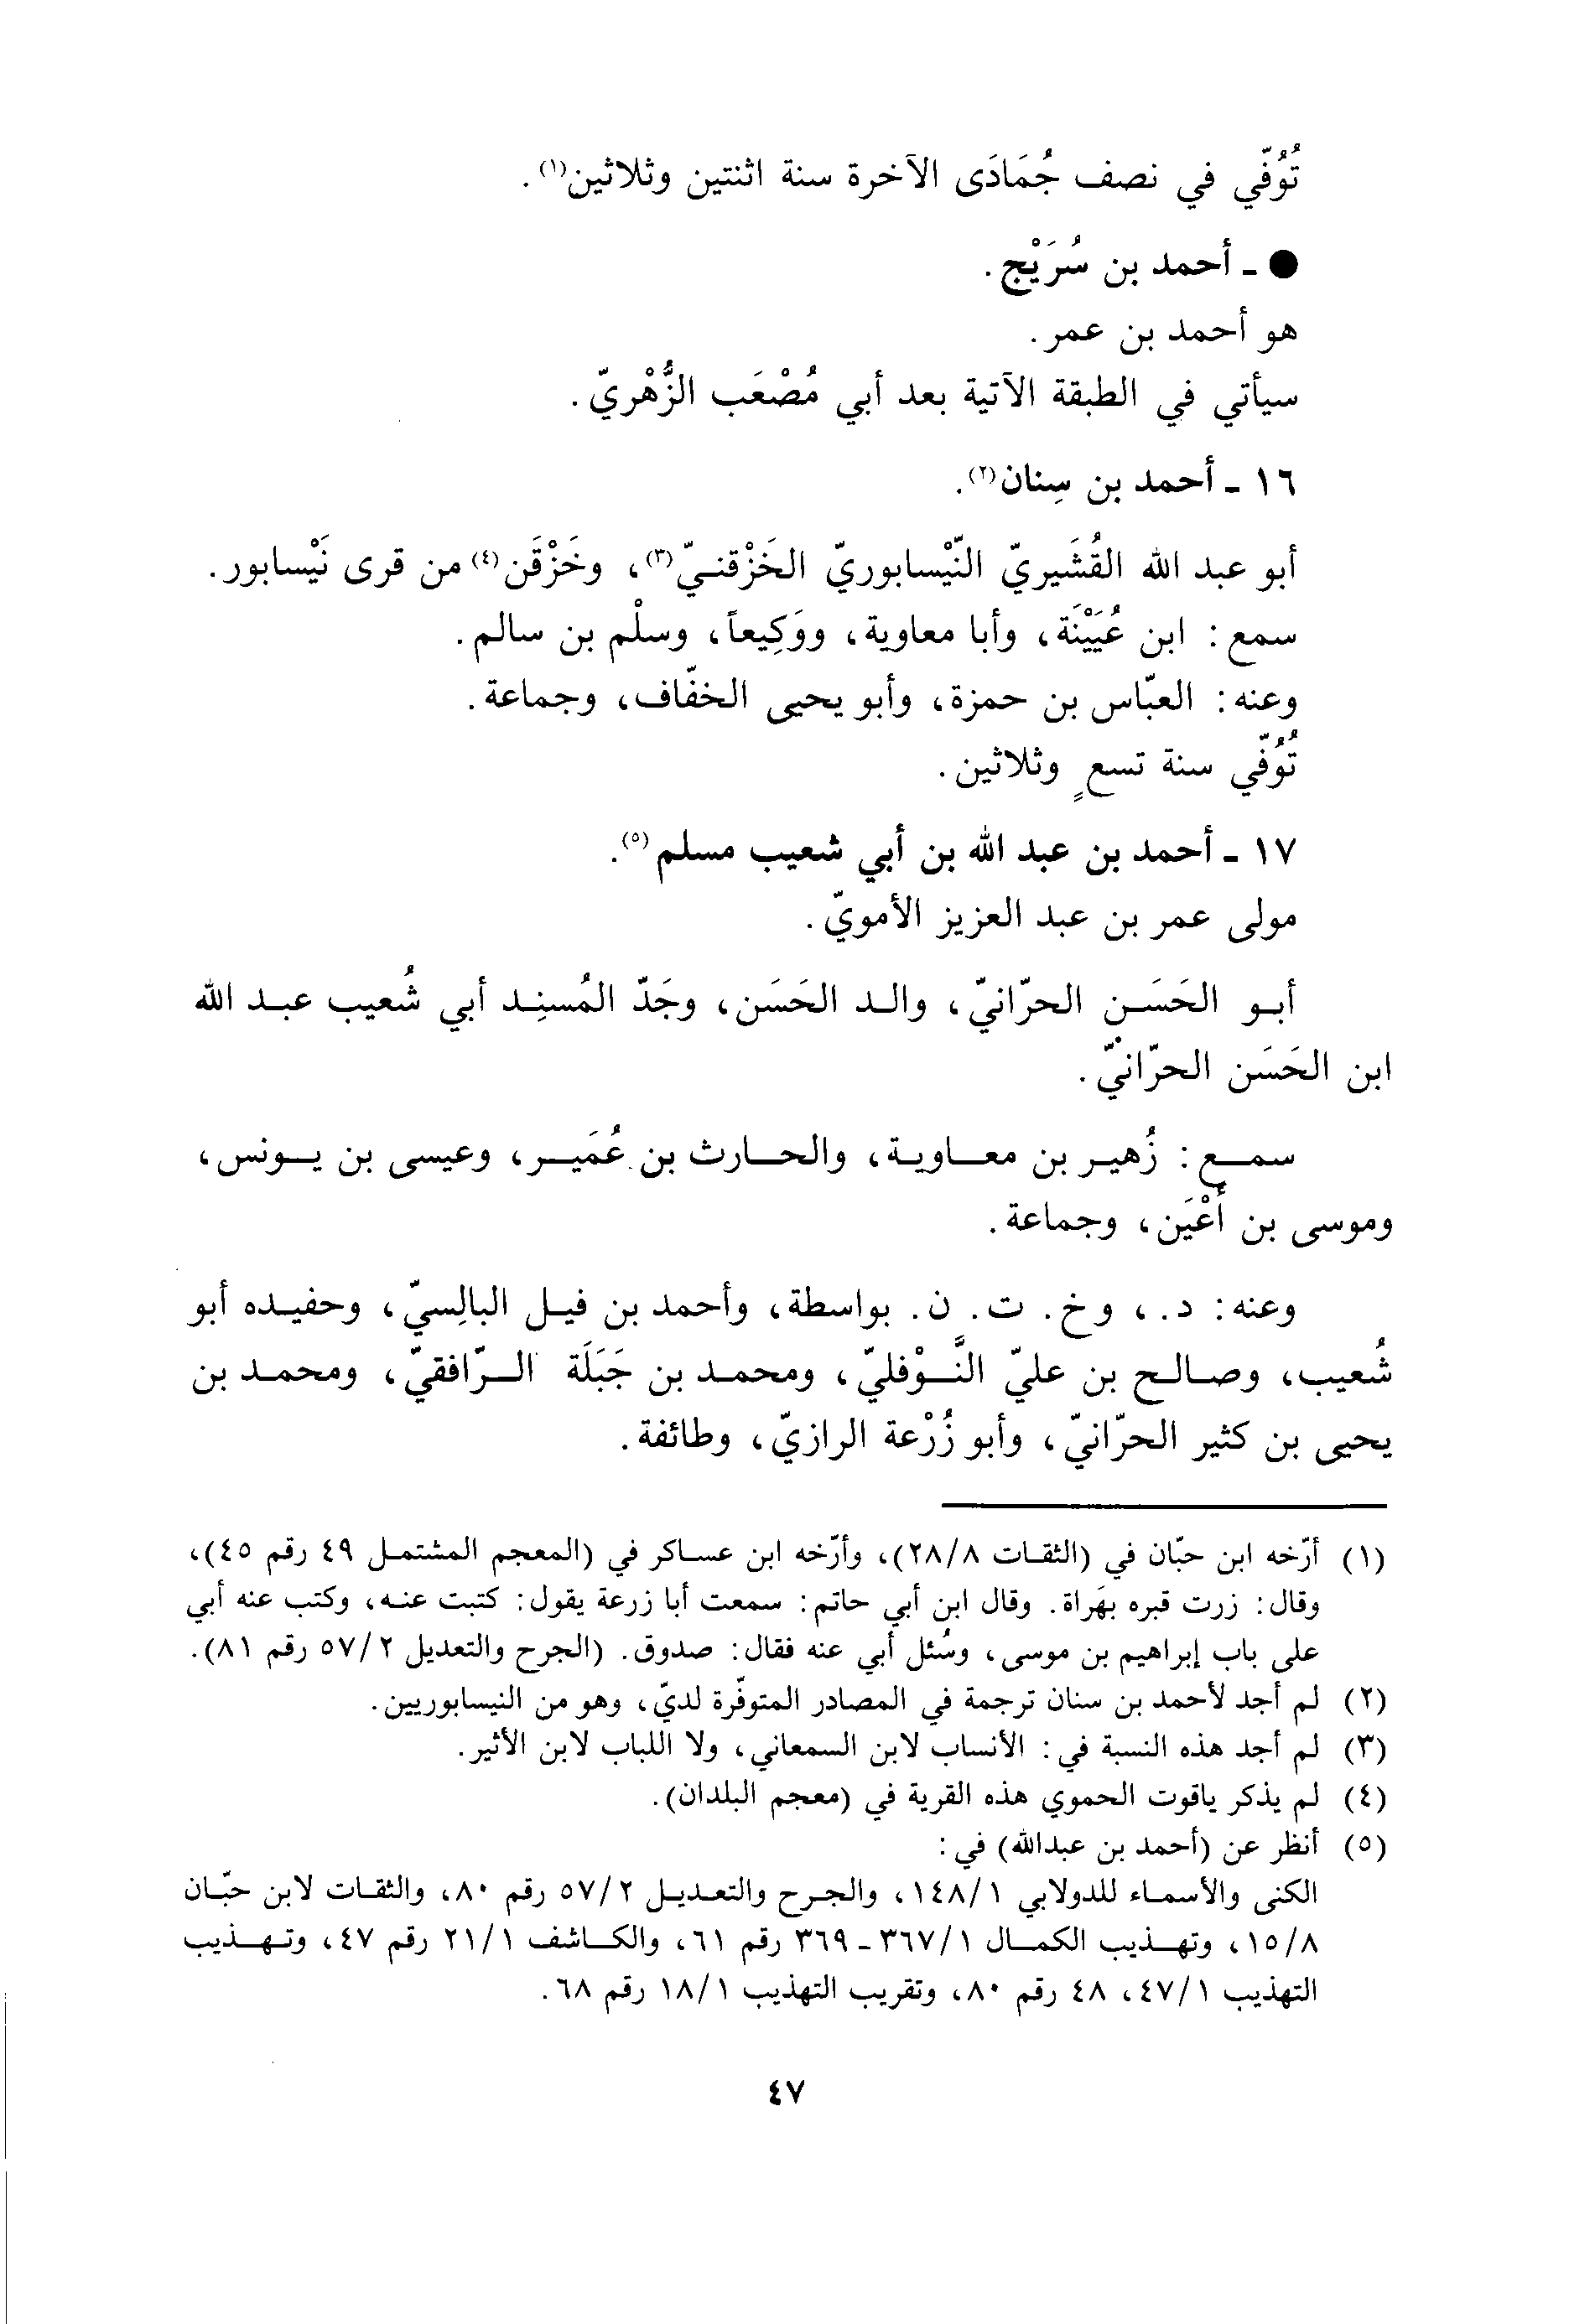 تُوُفّي في نصف جُمَادَى الآخرة سنة اثنتين وثلاثين(١).
● ـ أحمد بن سُرَيْج.
هو أحمد بن عمر.
سيأتي في الطبقة الآتية بعد أبي مُصْعَب الزُّهْريّ.
١٦ ـ أحمد بن سِنان(٢).
أبو عبد الله القُشَيريّ النَّيْسابوريّ الخَزْقنيّ(٣)، وخَزْقَن(٤) من قرى نَيْسابور.
سمع: ابن عُيَيْنَة، وأبا معاوية، ووَكِيعاً، وسلْم بن سالم.
وعنه: العبّاس بن حمزة، وأبو يحيى الخفّاف، وجماعة.
تُوُفّي سنة تسعٍ وثلاثين.
١٧ ـ أحمد بن عبد الله بن أبي شعيب مسلم(٥).
مولى عمر بن عبد العزيز الأمويّ.
أبو الحَسَن الحرّانيّ، والد الحَسَن، وجَدّ المُسنِد أبي شُعيب عبد الله
ابن الحَسَن الحرّانيّ.
سمع: زُهير بن معاوية، والحارث بن عُمَير، وعيسى بن يونس،
وموسى بن أَعْيَن، وجماعة.
وعنه: د.، وخ. ت. ن. بواسطة، وأحمد بن فيل البالِسيّ، وحفيده أبو
شُعيب، وصالح بن عليّ النَّوْفليّ، ومحمد بن جَبَلَة الرّافقيّ، ومحمد بن
يحيى بن كثير الحرّانيّ، وأبو زُرْعة الرازيّ، وطائفة.
(١) أرّخه ابن حبّان في (الثقات ٢٨/٨)، وأرّخه ابن عساكر في (المعجم المشتمل ٤٩ رقم ٤٥)،
وقال: زرت قبره بهَراة. وقال ابن أبي حاتم: سمعت أبا زرعة يقول: كتبت عنه، وكتب عنه أبي
على باب إبراهيم بن موسى، وسُئل أبي عنه فقال: صدوق. (الجرح والتعديل ٥٧/٢ رقم ٨١).
(٢) لم أجد لأحمد بن سنان ترجمة في المصادر المتوفّرة لديّ، وهو من النيسابوريين.
(٣) لم أجد هذه النسبة في: الأنساب لابن السمعاني، ولا اللباب لابن الأثير.
(٤) لم يذكر ياقوت الحموي هذه القرية في (معجم البلدان).
(٥) أنظر عن (أحمد بن عبدالله) في:
الكنى والأسماء للدولابي ١٤٨/١، والجرح والتعديل ٥٧/٢ رقم ٨٠، والثقات لابن حبّان
١٥/٨، وتهذيب الكمال ٣٦٧/١ ـ ٣٦٩ رقم ٦١، والكاشف ٢١/١ رقم ٤٧، وتهذيب
التهذيب ٤٧/١، ٤٨ رقم ٨٠، وتقريب التهذيب ١٨/١ رقم ٦٨.
٤٧